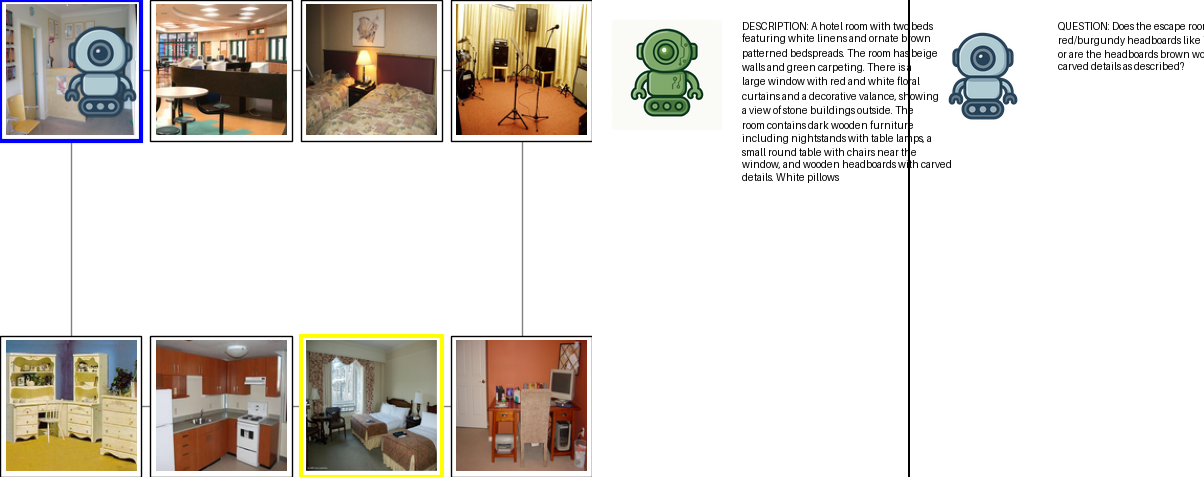 DESCRIPTION: A hotel room with two beds
featuring white linens and ornate brown
patterned bedspreads. The room has beige
walls and green carpeting. There is a
large window with red and white floral
curtains and a decorative valance, showing
a view of stone buildings outside. The
room contains dark wooden furniture
including nightstands with table lamps, a
small round table with chairs near the
window, and wooden headboards with carved
details. White pillows
QUESTION: Does the escape
red/burgundy headboards like
or are the headboards brown
carved details as described?